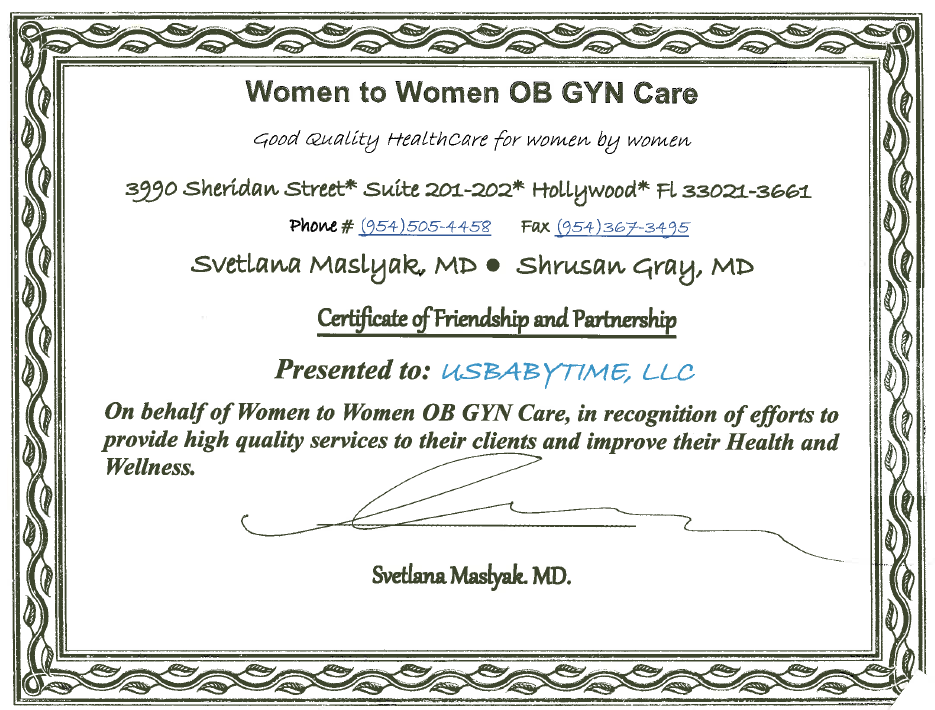 Women to Women OB GYN Care
Good Quality HealthCare for women by women
3990 Sheridan Street* Suite 201-202* Hollywood* Fl 33021-3661
Phone # (954)505-4458 Fax (954)367-3495
Svetlana Maslyak, MD ● Shrusan Gray, MD
Certificate of Friendship and Partnership
Presented to: USBABYTIME, LLC
On behalf of Women to Women OB GYN Care, in recognition of efforts to
provide high quality services to their clients and improve their Health and
Wellness.
Svetlana Maslyak. MD.